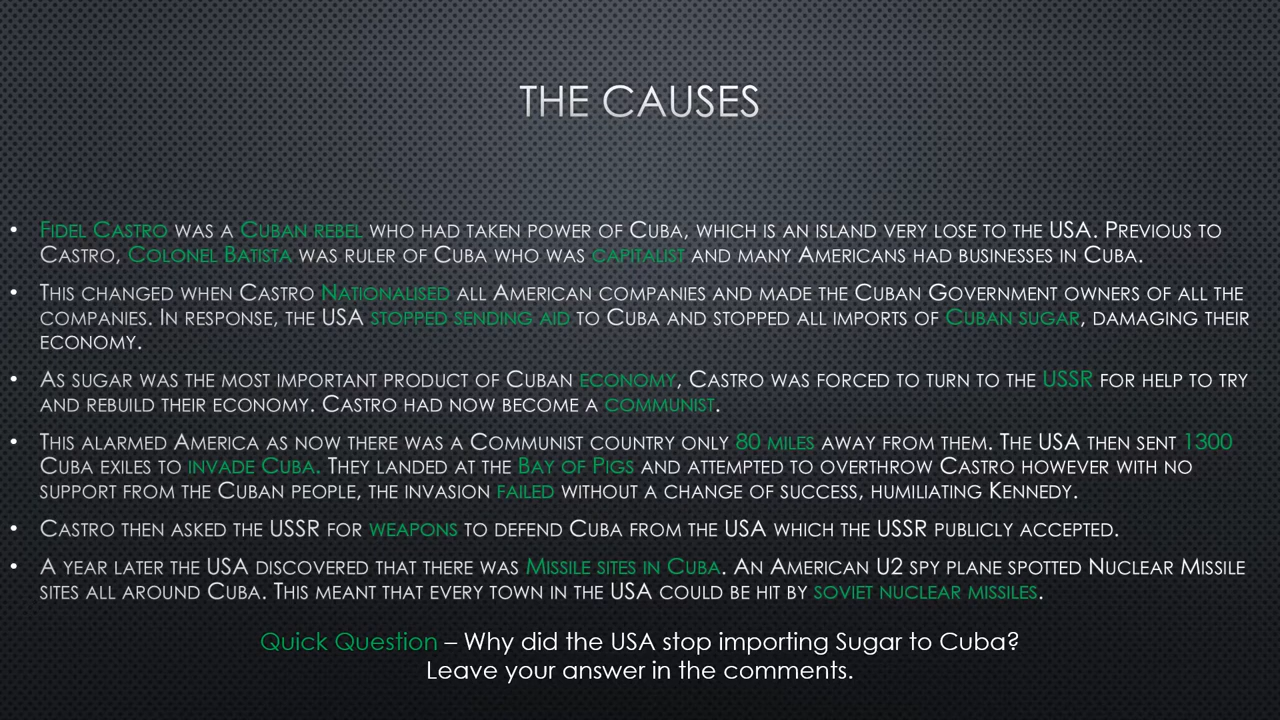 THE CAUSES
• FIDEL CASTRO WAS A CUBAN REBEL WHO HAD TAKEN POWER OF CUBA, WHICH IS AN ISLAND VERY LOSE TO THE USA. PREVIOUS TO
CASTRO, COLONEL BATISTA WAS RULER OF CUBA WHO WAS CAPITALIST AND MANY AMERICANS HAD BUSINESSES IN CUBA.
• THIS CHANGED WHEN CASTRO NATIONALISED ALL AMERICAN COMPANIES AND MADE THE CUBAN GOVERNMENT OWNERS OF ALL THE
COMPANIES. IN RESPONSE, THE USA STOPPED SENDING AID TO CUBA AND STOPPED ALL IMPORTS OF CUBAN SUGAR, DAMAGING THEIR
ECONOMY.
• AS SUGAR WAS THE MOST IMPORTANT PRODUCT OF CUBAN ECONOMY, CASTRO WAS FORCED TO TURN TO THE USSR FOR HELP TO TRY
AND REBUILD THEIR ECONOMY. CASTRO HAD NOW BECOME A COMMUNIST.
• THIS ALARMED AMERICA AS NOW THERE WAS A COMMUNIST COUNTRY ONLY 80 MILES AWAY FROM THEM. THE USA THEN SENT 1300
CUBA EXILES TO INVADE CUBA. THEY LANDED AT THE BAY OF PIGS AND ATTEMPTED TO OVERTHROW CASTRO HOWEVER WITH NO
SUPPORT FROM THE CUBAN PEOPLE, THE INVASION FAILED WITHOUT A CHANGE OF SUCCESS, HUMILIATING KENNEDY.
• CASTRO THEN ASKED THE USSR FOR WEAPONS TO DEFEND CUBA FROM THE USA WHICH THE USSR PUBLICLY ACCEPTED.
• A YEAR LATER THE USA DISCOVERED THAT THERE WAS MISSILE SITES IN CUBA. AN AMERICAN U2 SPY PLANE SPOTTED NUCLEAR MISSILE
SITES ALL AROUND CUBA. THIS MEANT THAT EVERY TOWN IN THE USA COULD BE HIT BY SOVIET NUCLEAR MISSILES.
Quick Question – Why did the USA stop importing Sugar to Cuba?
Leave your answer in the comments.